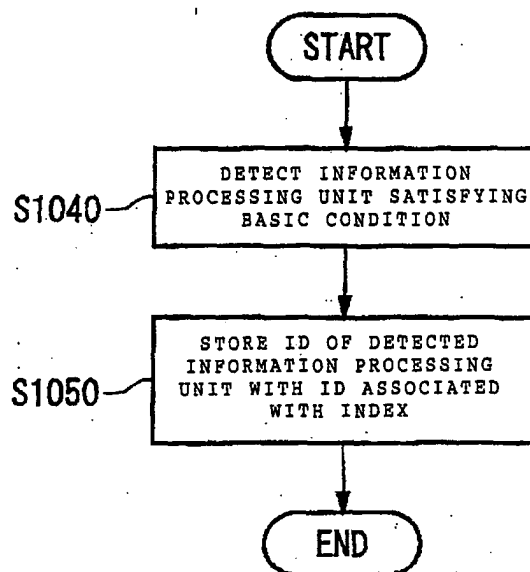 START
S1040
DETECT INFORMATION
PROCESSING UNIT SATISFYING
BASIC CONDITION
S1050
STORE ID OF DETECTED
INFORMATION PROCESSING
UNIT WITH ID ASSOCIATED
WITH INDEX
END